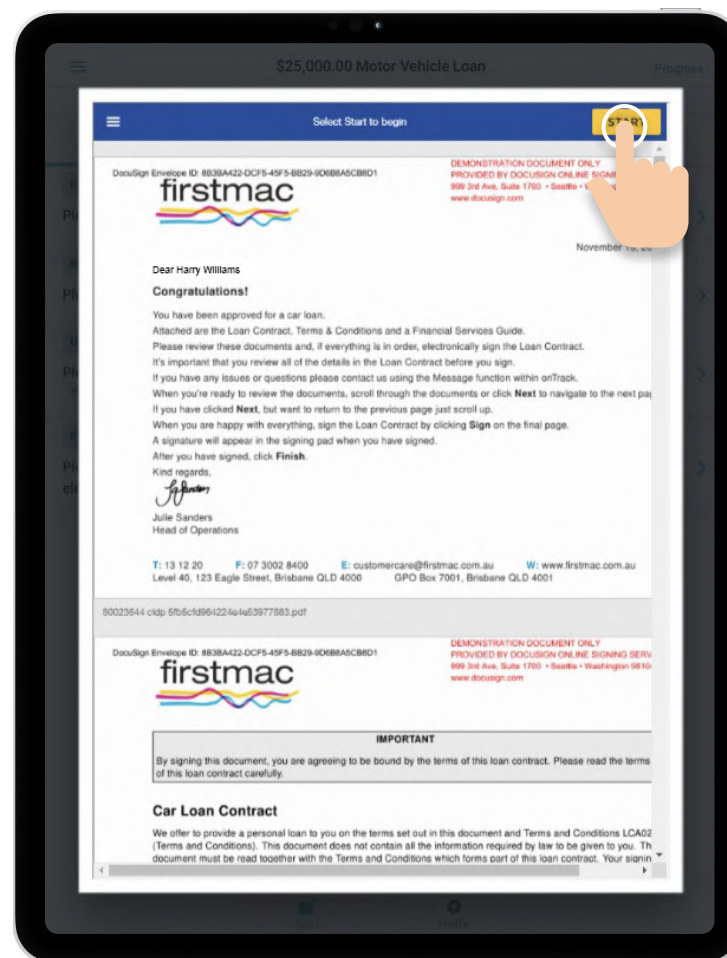 $25,000.00 Motor Vehicle Loan
Progress
Select Start to begin
START
DocuSign Envelope ID: 8B3BA422-DCF5-45F5-BB29-9D6B8A5CB8D1
DEMONSTRATION DOCUMENT ONLY
PROVIDED BY DOCUSIGN ONLINE
999 3rd Ave, Suite 1700 • Seattle •
www.docusign.com
firstmac
November 19, 20
Dear Harry Williams
Congratulations!
You have been approved for a car loan.
Attached are the Loan Contract, Terms & Conditions and a Financial Services Guide.
Please review these documents and, if everything is in order, electronically sign the Loan Contract.
It's important that you review all of the details in the Loan Contract before you sign.
If you have any issues or questions please contact us using the Message function within onTrack.
When you're ready to review the documents, scroll through the documents or click Next to navigate to the next pag
If you have clicked Next, but want to return to the previous page just scroll up.
When you are happy with everything, sign the Loan Contract by clicking Sign on the final page.
A signature will appear in the signing pad when you have signed.
After you have signed, click Finish.
Kind regards,
Julie Sanders
Head of Operations
T: 13 12 20 F: 07 3002 8400 E: customercare@firstmac.com.au W: www.firstmac.com.au
Level 40, 123 Eagle Street, Brisbane QLD 4000 GPO Box 7001, Brisbane QLD 4001
DocuSign Envelope ID: 8B3BA422-DCF5-45F5-BB29-9D6B8A5CB8D1
DEMONSTRATION DOCUMENT ONLY
PROVIDED BY DOCUSIGN ONLINE SIGNING SERV
999 3rd Ave, Suite 1700 • Seattle • Washington 9810
www.docusign.com
firstmac
IMPORTANT
By signing this document, you are agreeing to be bound by the terms of this loan contract. Please read the terms
of this loan contract carefully.
Car Loan Contract
We offer to provide a personal loan to you on the terms set out in this document and Terms and Conditions LCA02
(Terms and Conditions). This document does not contain all the information required by law to be given to you. Th
document must be read together with the Terms and Conditions which forms part of this loan contract. Your signin